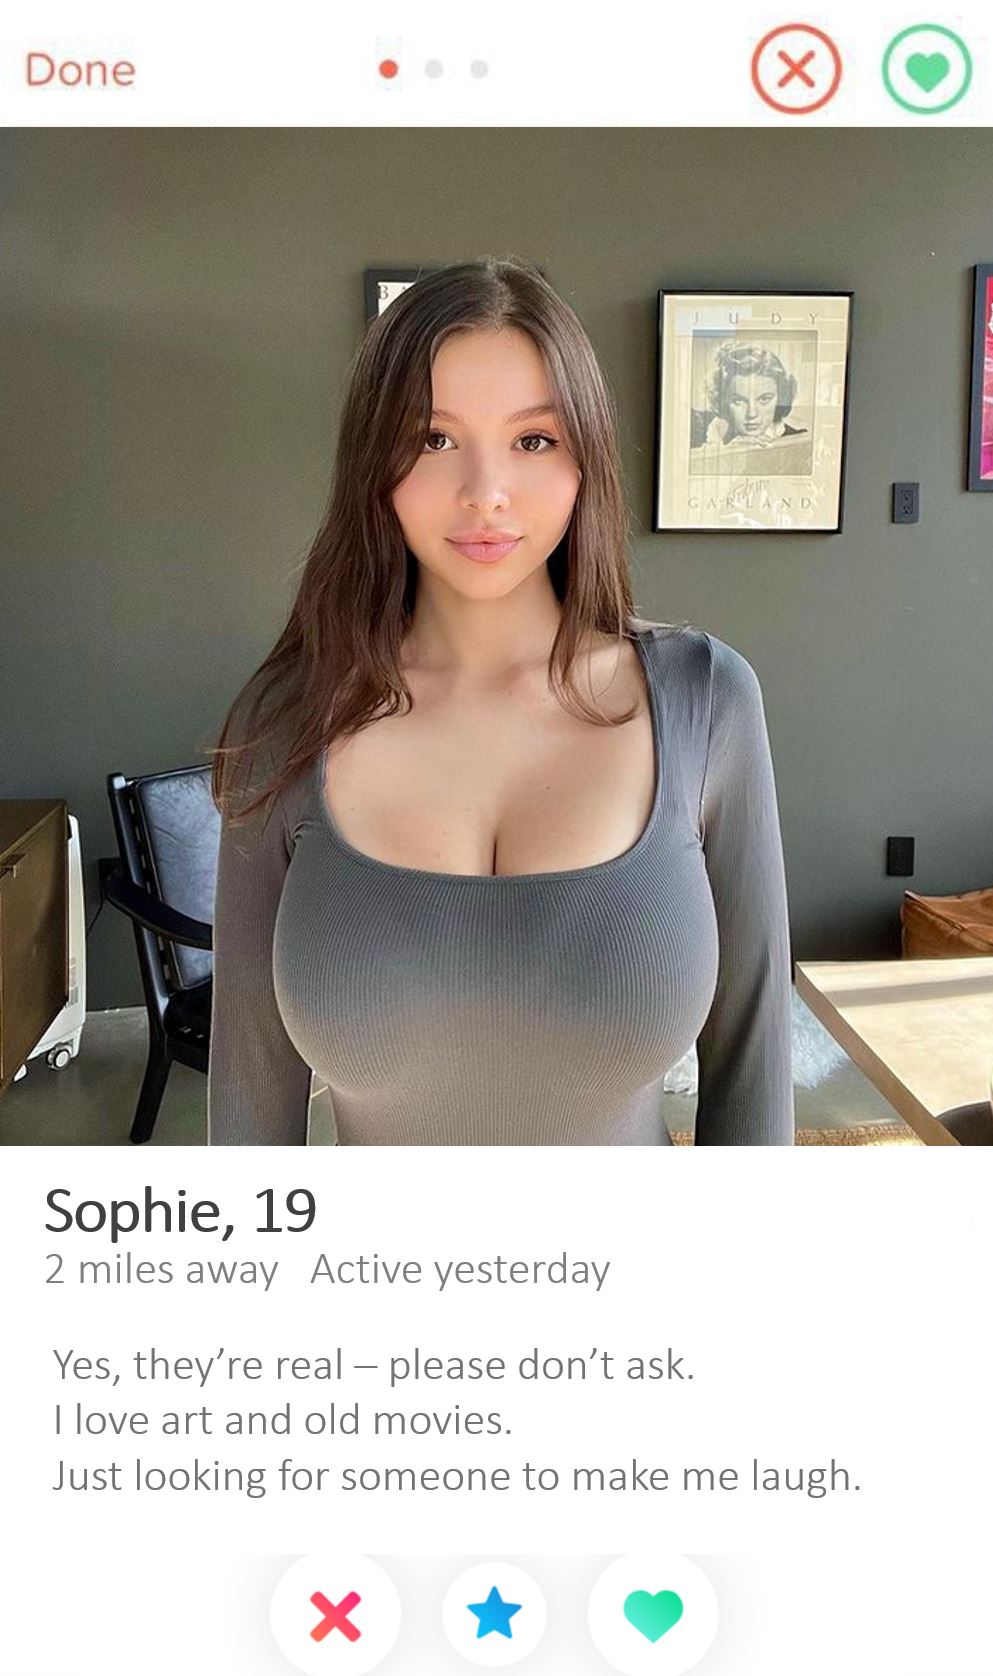 Done
B A
J U D Y
GARLAND
Sophie, 19
2 miles away Active yesterday
Yes, they’re real – please don’t ask.
I love art and old movies.
Just looking for someone to make me laugh.